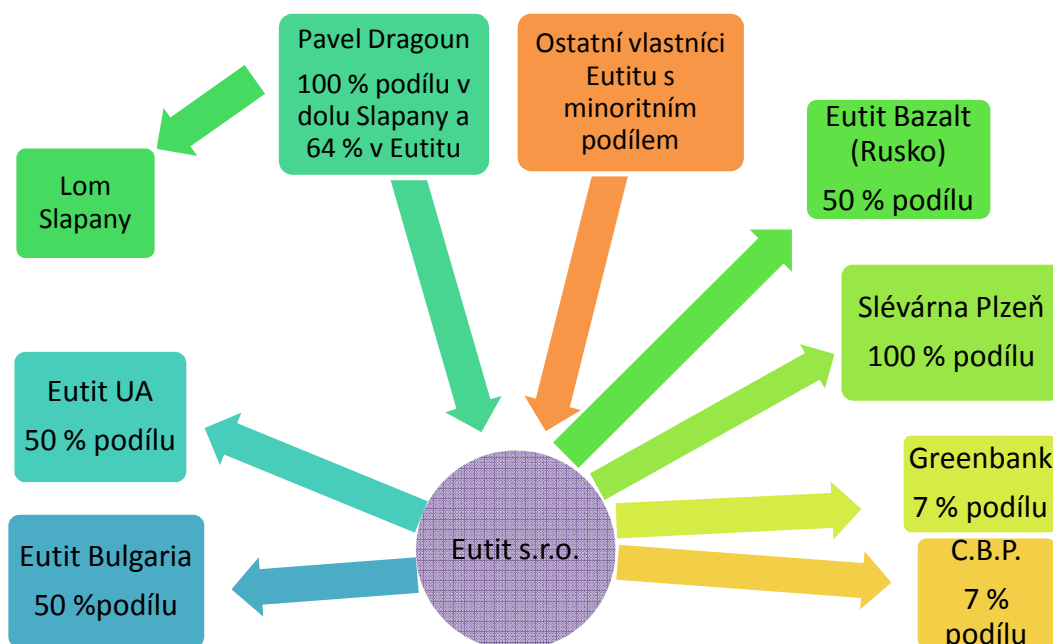 Pavel Dragoun
100 % podílu v
dolu Slapany a
64 % v Eutitu
Ostatní vlastníci
Eutitu s
minoritním
podílem
Eutit Bazalt
(Rusko)
50 % podílu
Lom
Slapany
Slévárna Plzeň
100 % podílu
Eutit UA
50 % podílu
Greenbank
7 % podílu
Eutit Bulgaria
50 %podílu
Eutit s.r.o.
C.B.P.
7 %
podílu